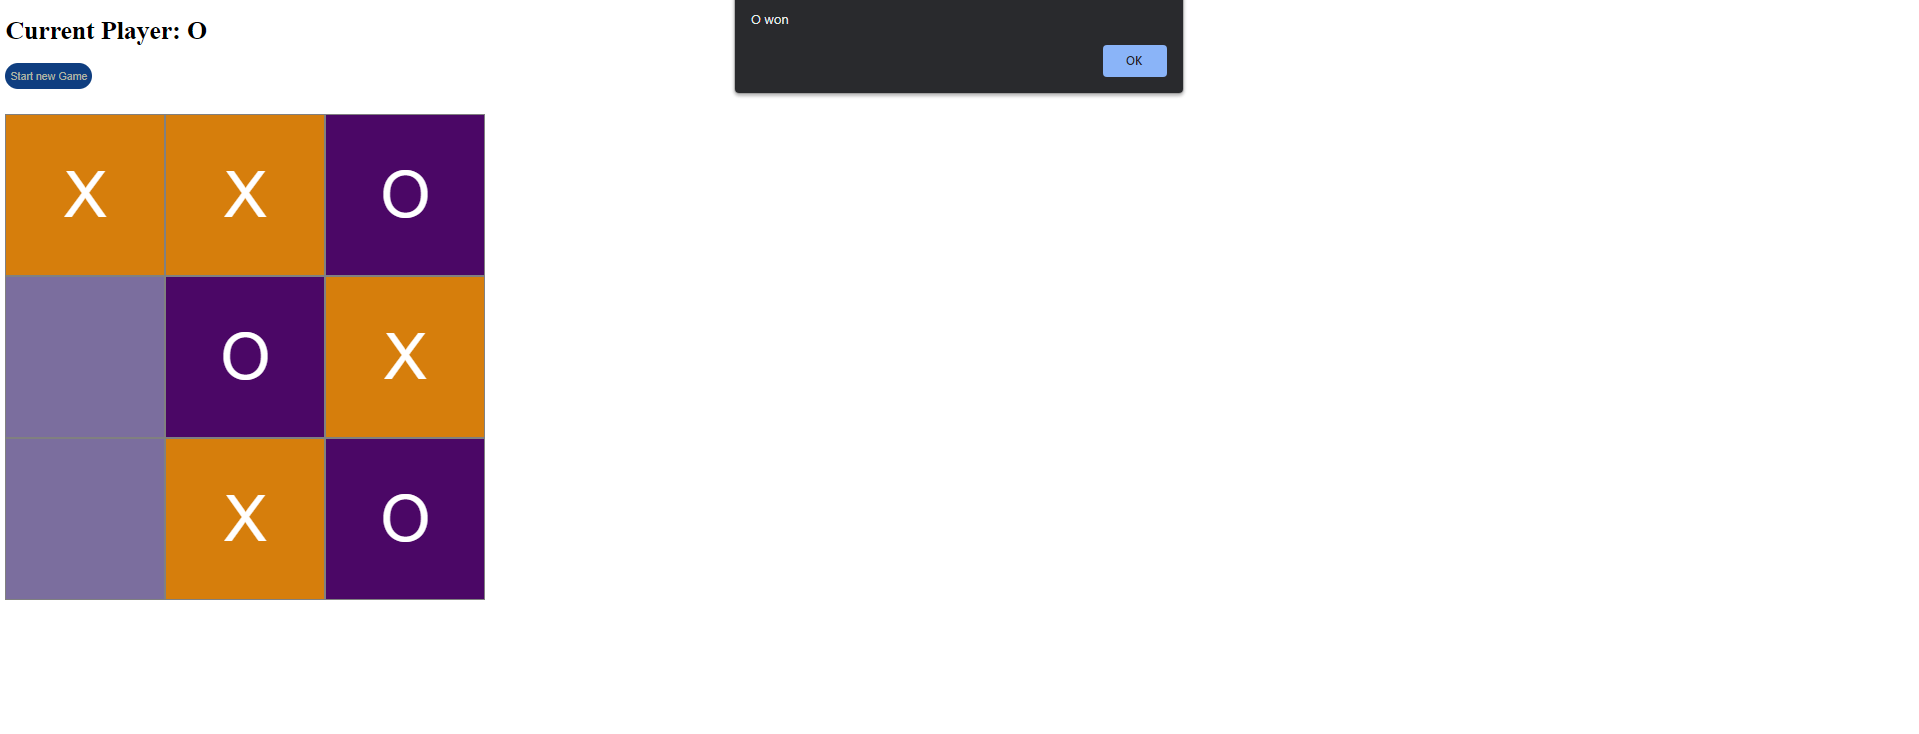 Current Player: O
O won
OK
Start new Game
X X O
O X
X O